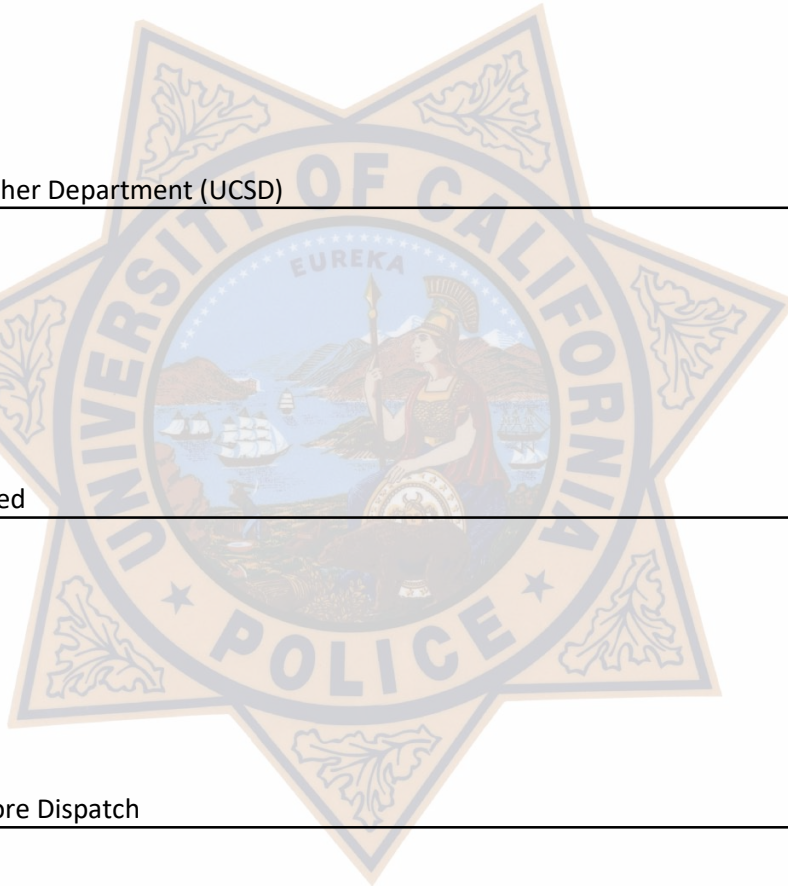 her Department (UCSD)
UNIVERSITY OF CALIFORNIA
EUREKA
ed
POLICE
ore Dispatch